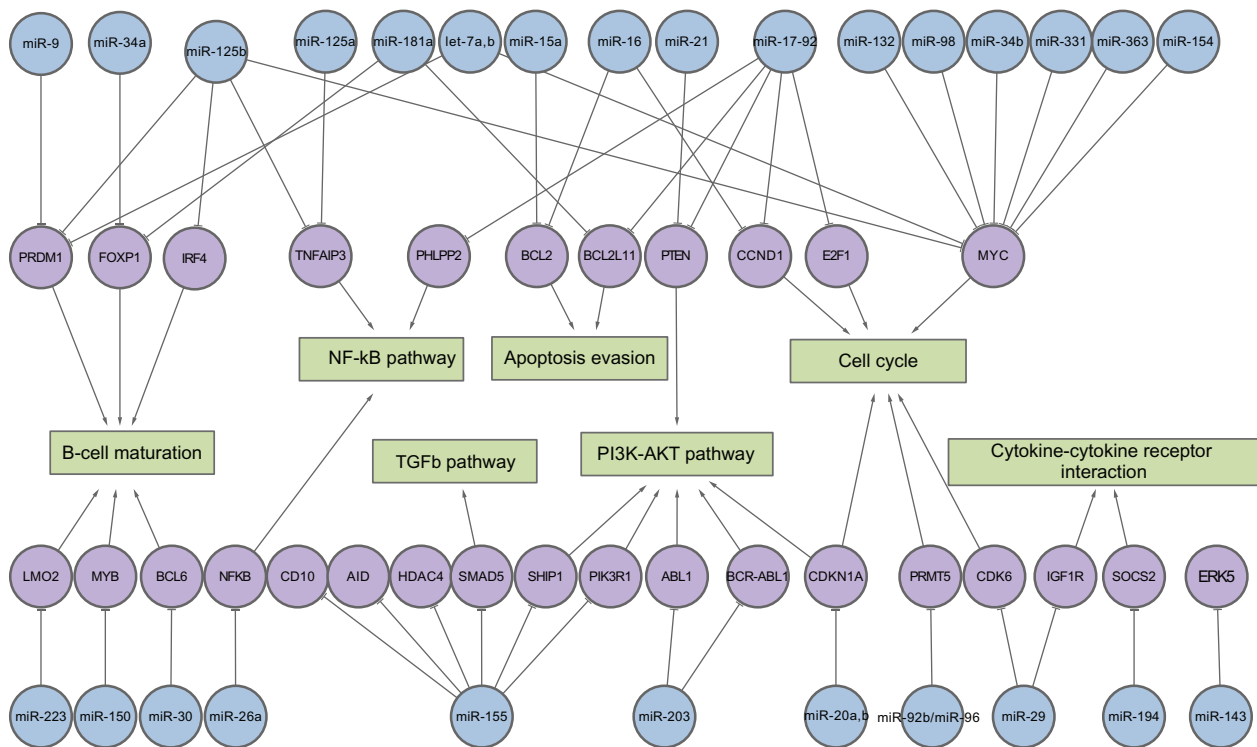 miR-9
miR-34a
miR-125b
miR-125a
miR-181a
let-7a,b
miR-15a
miR-16
miR-21
miR-17-92
miR-132
miR-98
miR-34b
miR-331
miR-363
miR-154
PRDM1
FOXP1
IRF4
TNFAIP3
PHLPP2
BCL2
BCL2L11
PTEN
CCND1
E2F1
MYC
NF-kB pathway
Apoptosis evasion
Cell cycle
B-cell maturation
TGFb pathway
PI3K-AKT pathway
Cytokine-cytokine receptor
interaction
LMO2
MYB
BCL6
NFKB
CD10
AID
HDAC4
SMAD5
SHIP1
PIK3R1
ABL1
BCR-ABL1
CDKN1A
PRMT5
CDK6
IGF1R
SOCS2
ERK5
miR-223
miR-150
miR-30
miR-26a
miR-155
miR-203
miR-20a,b
miR-92b/miR-96
miR-29
miR-194
miR-143